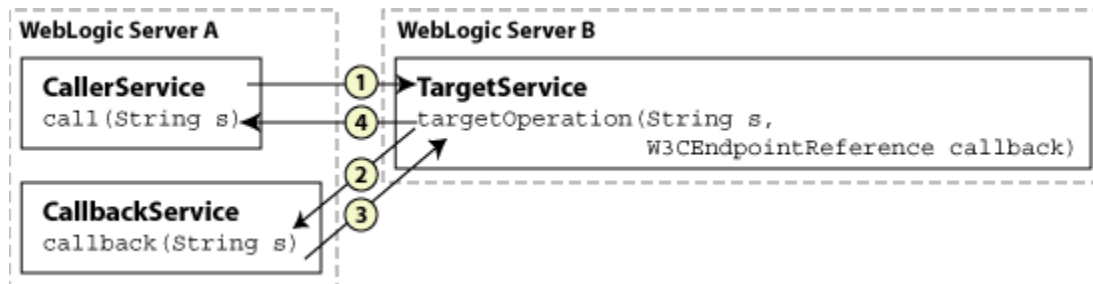 WebLogic Server A
WebLogic Server B
CallerService
call(String s)
1
TargetService
4
targetOperation(String s,
W3CEndpointReference callback)
2
CallbackService
callback(String s)
3